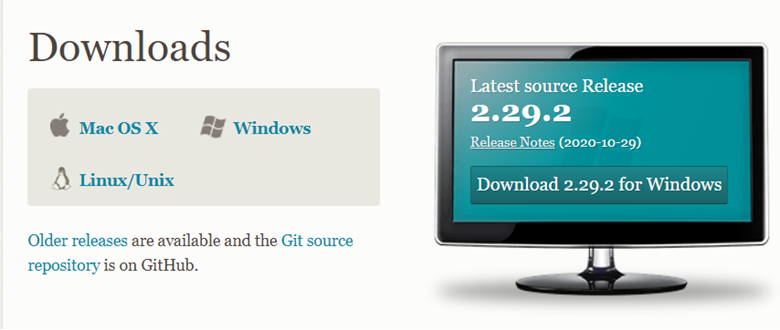 Downloads
Mac OS X
Windows
Linux/Unix
Older releases are available and the Git source
repository is on GitHub.
Latest source Release
2.29.2
Release Notes (2020-10-29)
Download 2.29.2 for Windows